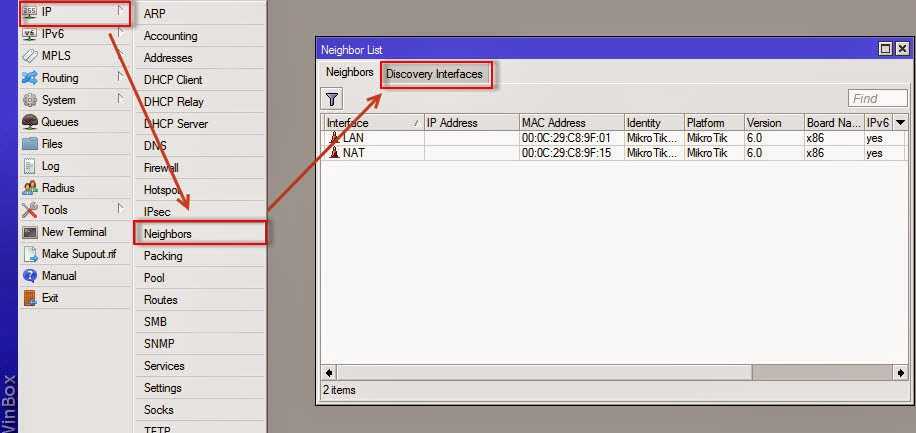 IP
IPv6
MPLS
Routing
System
Queues
Files
Log
Radius
Tools
New Terminal
Make Supout.rif
Manual
Exit
WinBox
ARP
Accounting
Addresses
DHCP Client
DHCP Relay
DHCP Server
DNS
Firewall
Hotspot
IPsec
Neighbors
Packing
Pool
Routes
SMB
SNMP
Services
Settings
Socks
TFTP
Neighbor List
Neighbors Discovery Interfaces
Find
Interface IP Address MAC Address Identity Platform Version Board Na... IPv6
LAN 00:0C:29:C8:9F:01 MikroTik... MikroTik 6.0 x86 yes
NAT 00:0C:29:C8:9F:15 MikroTik... MikroTik 6.0 x86 yes
2 items